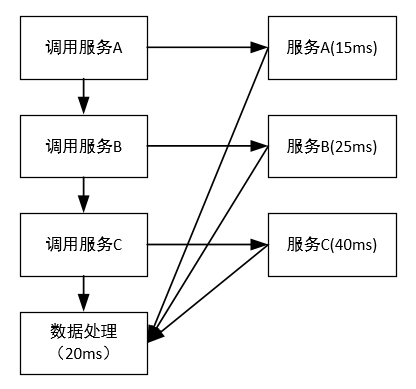 调用服务A
服务A(15ms)
调用服务B
服务B(25ms)
调用服务C
服务C(40ms)
数据处理
（20ms）